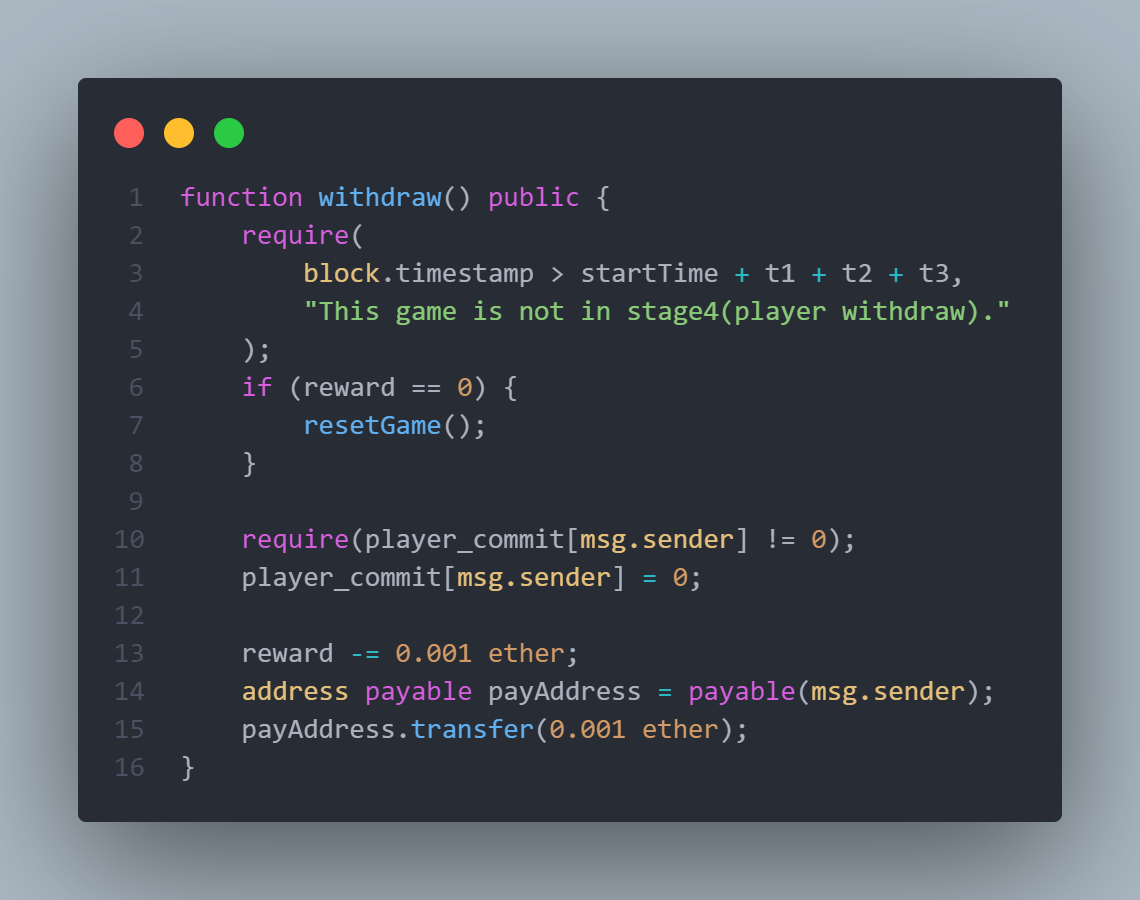 1 function withdraw() public {
2     require(
3         block.timestamp > startTime + t1 + t2 + t3,
4         "This game is not in stage4(player withdraw)."
5     );
6     if (reward == 0) {
7         resetGame();
8     }
9
10     require(player_commit[msg.sender] != 0);
11     player_commit[msg.sender] = 0;
12
13     reward -= 0.001 ether;
14     address payable payAddress = payable(msg.sender);
15     payAddress.transfer(0.001 ether);
16 }